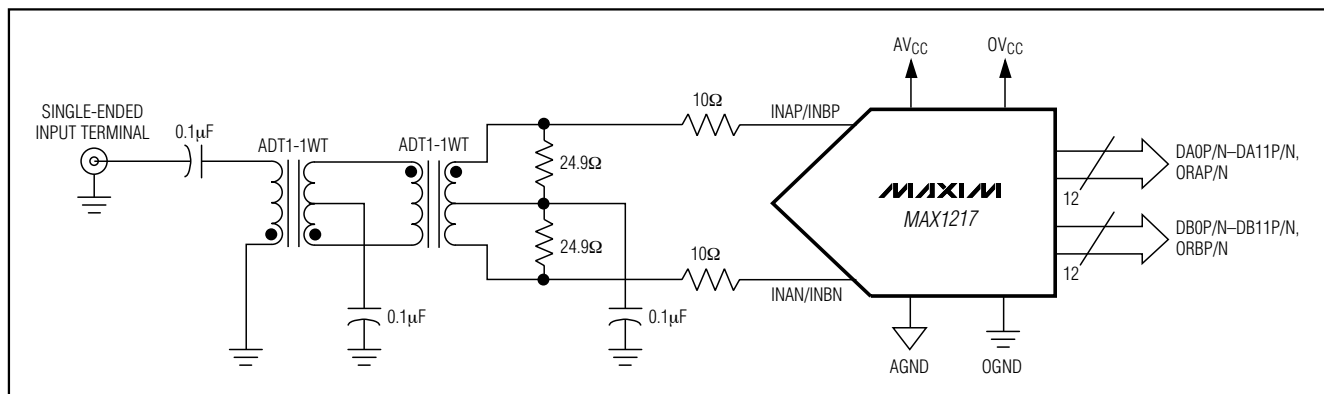 SINGLE-ENDED
INPUT TERMINAL
0.1µF
ADT1-1WT
ADT1-1WT
0.1µF
24.9Ω
24.9Ω
0.1µF
10Ω
10Ω
INAP/INBP
INAN/INBN
AVCC
OVCC
MAXIM
MAX1217
AGND
OGND
12
DA0P/N–DA11P/N,
ORAP/N
12
DB0P/N–DB11P/N,
ORBP/N